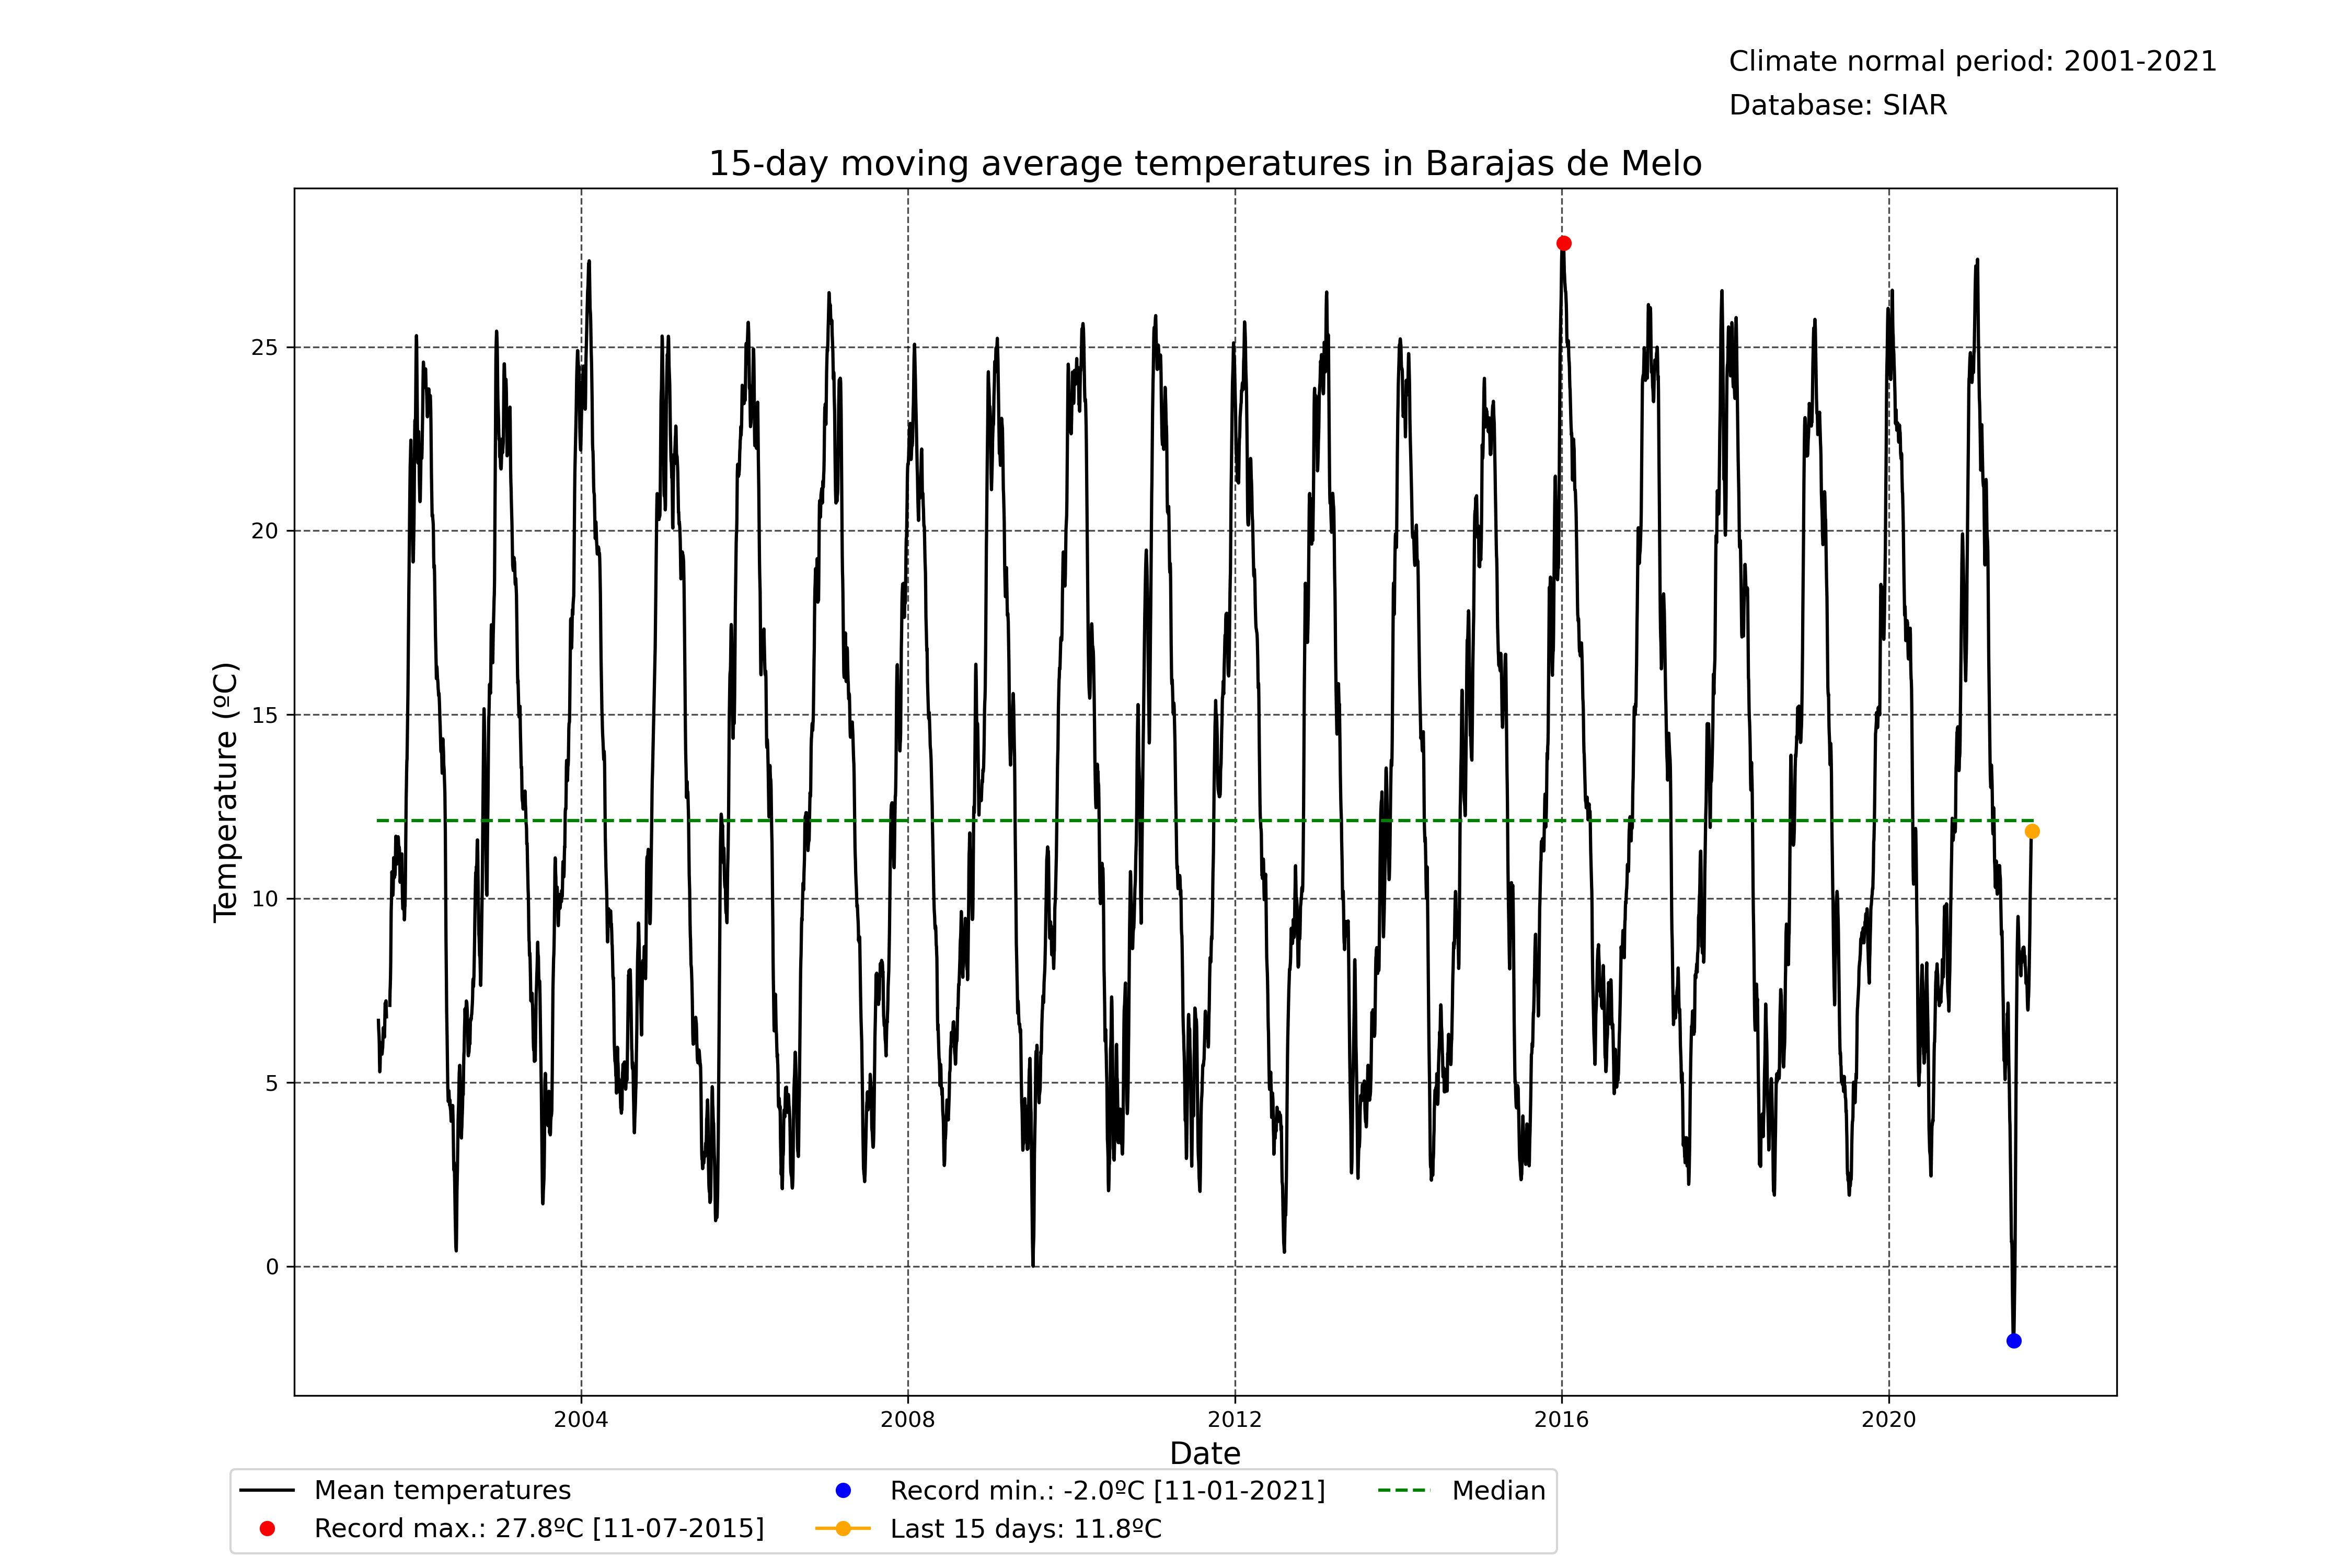 Climate normal period: 2001-2021
Database: SIAR
15-day moving average temperatures in Barajas de Melo
Temperature (ºC)
25
20
15
10
5
0
2004
2008
2012
2016
2020
Date
Mean temperatures
Record max.: 27.8ºC [11-07-2015]
Record min.: -2.0ºC [11-01-2021]
Last 15 days: 11.8ºC
Median